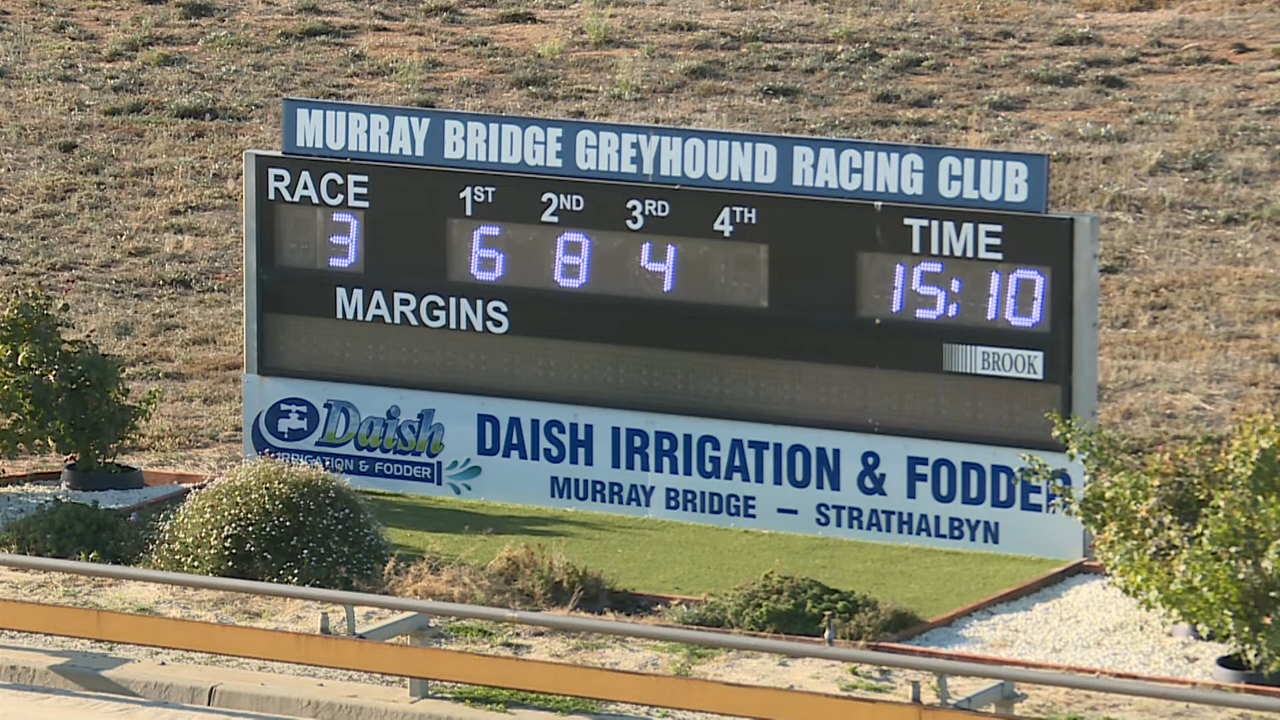 MURRAY BRIDGE GREYHOUND RACING CLUB
RACE 1ST 2ND 3RD 4TH TIME
3 6 8 4 15:10
MARGINS
BROOK
Daish
IRRIGATION & FODDER
DAISH IRRIGATION & FODDER
MURRAY BRIDGE – STRATHALBYN